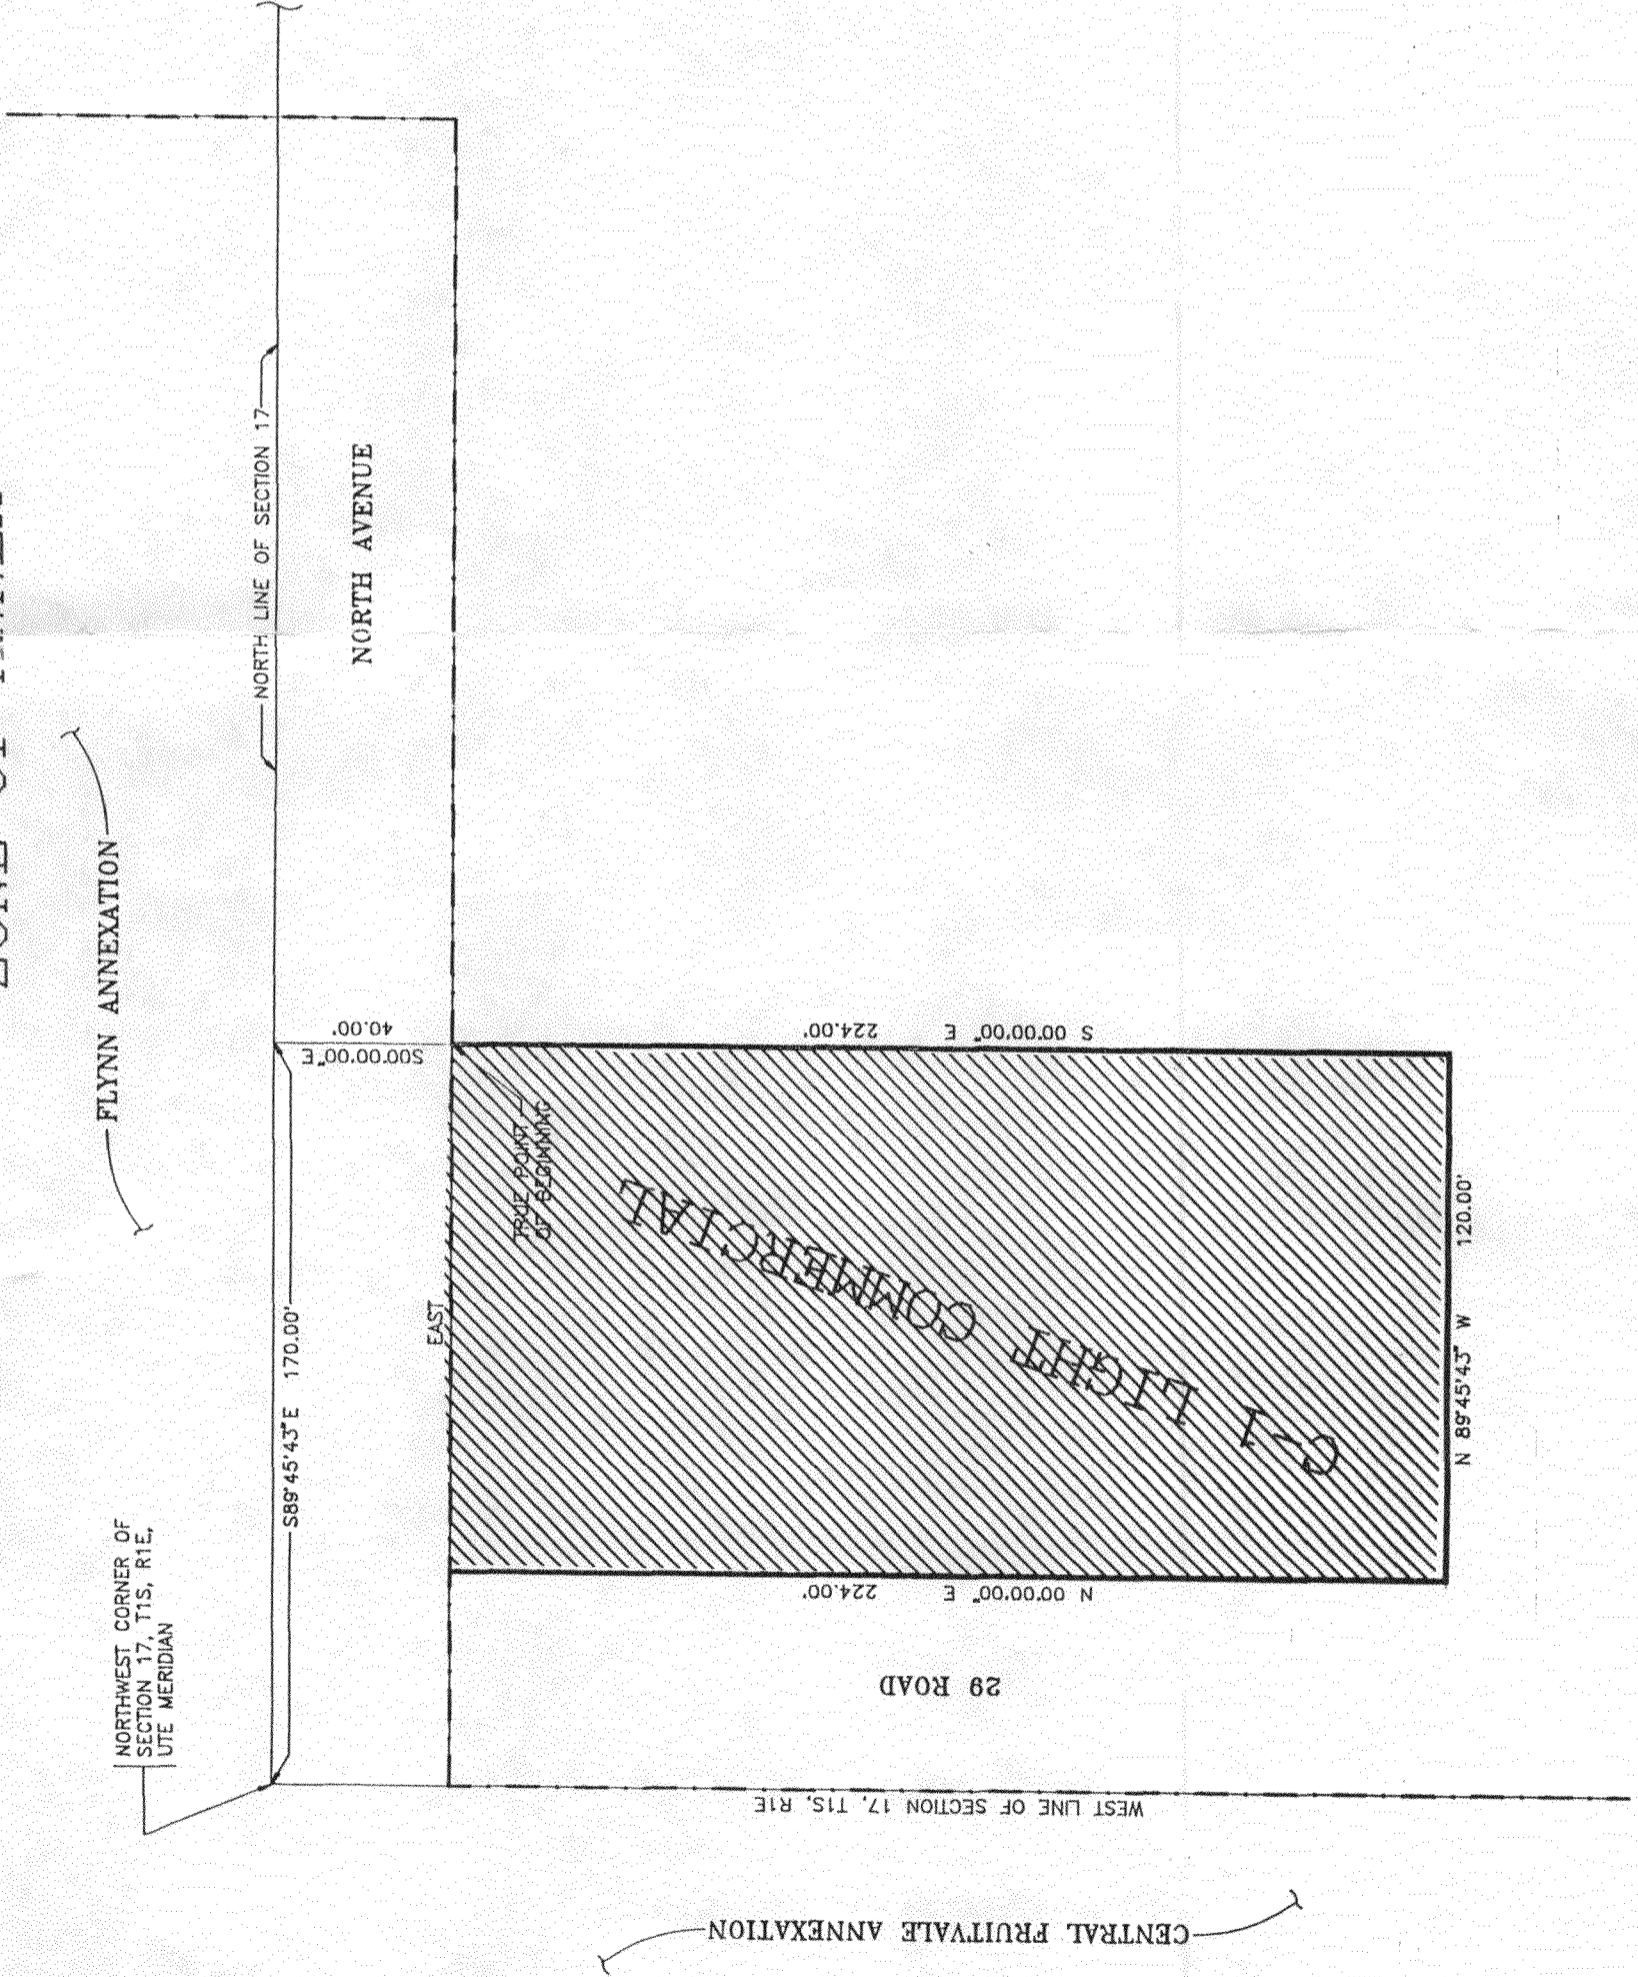 FLYNN ANNEXATION
NORTHWEST CORNER OF
SECTION 17, T1S, R1E,
UTE MERIDIAN
NORTH LINE OF SECTION 17
S89°45'43"E 170.00'
NORTH AVENUE
S00°00'00"E
40.00'
EAST
TRUE POINT
OF BEGINNING
S 00°00'00" E 224.00'
C-1 LIGHT COMMERCIAL
N 00°00'00" E 224.00'
N 89°45'43" W 120.00'
29 ROAD
WEST LINE OF SECTION 17, T1S, R1E
CENTRAL FRUITVALE ANNEXATION